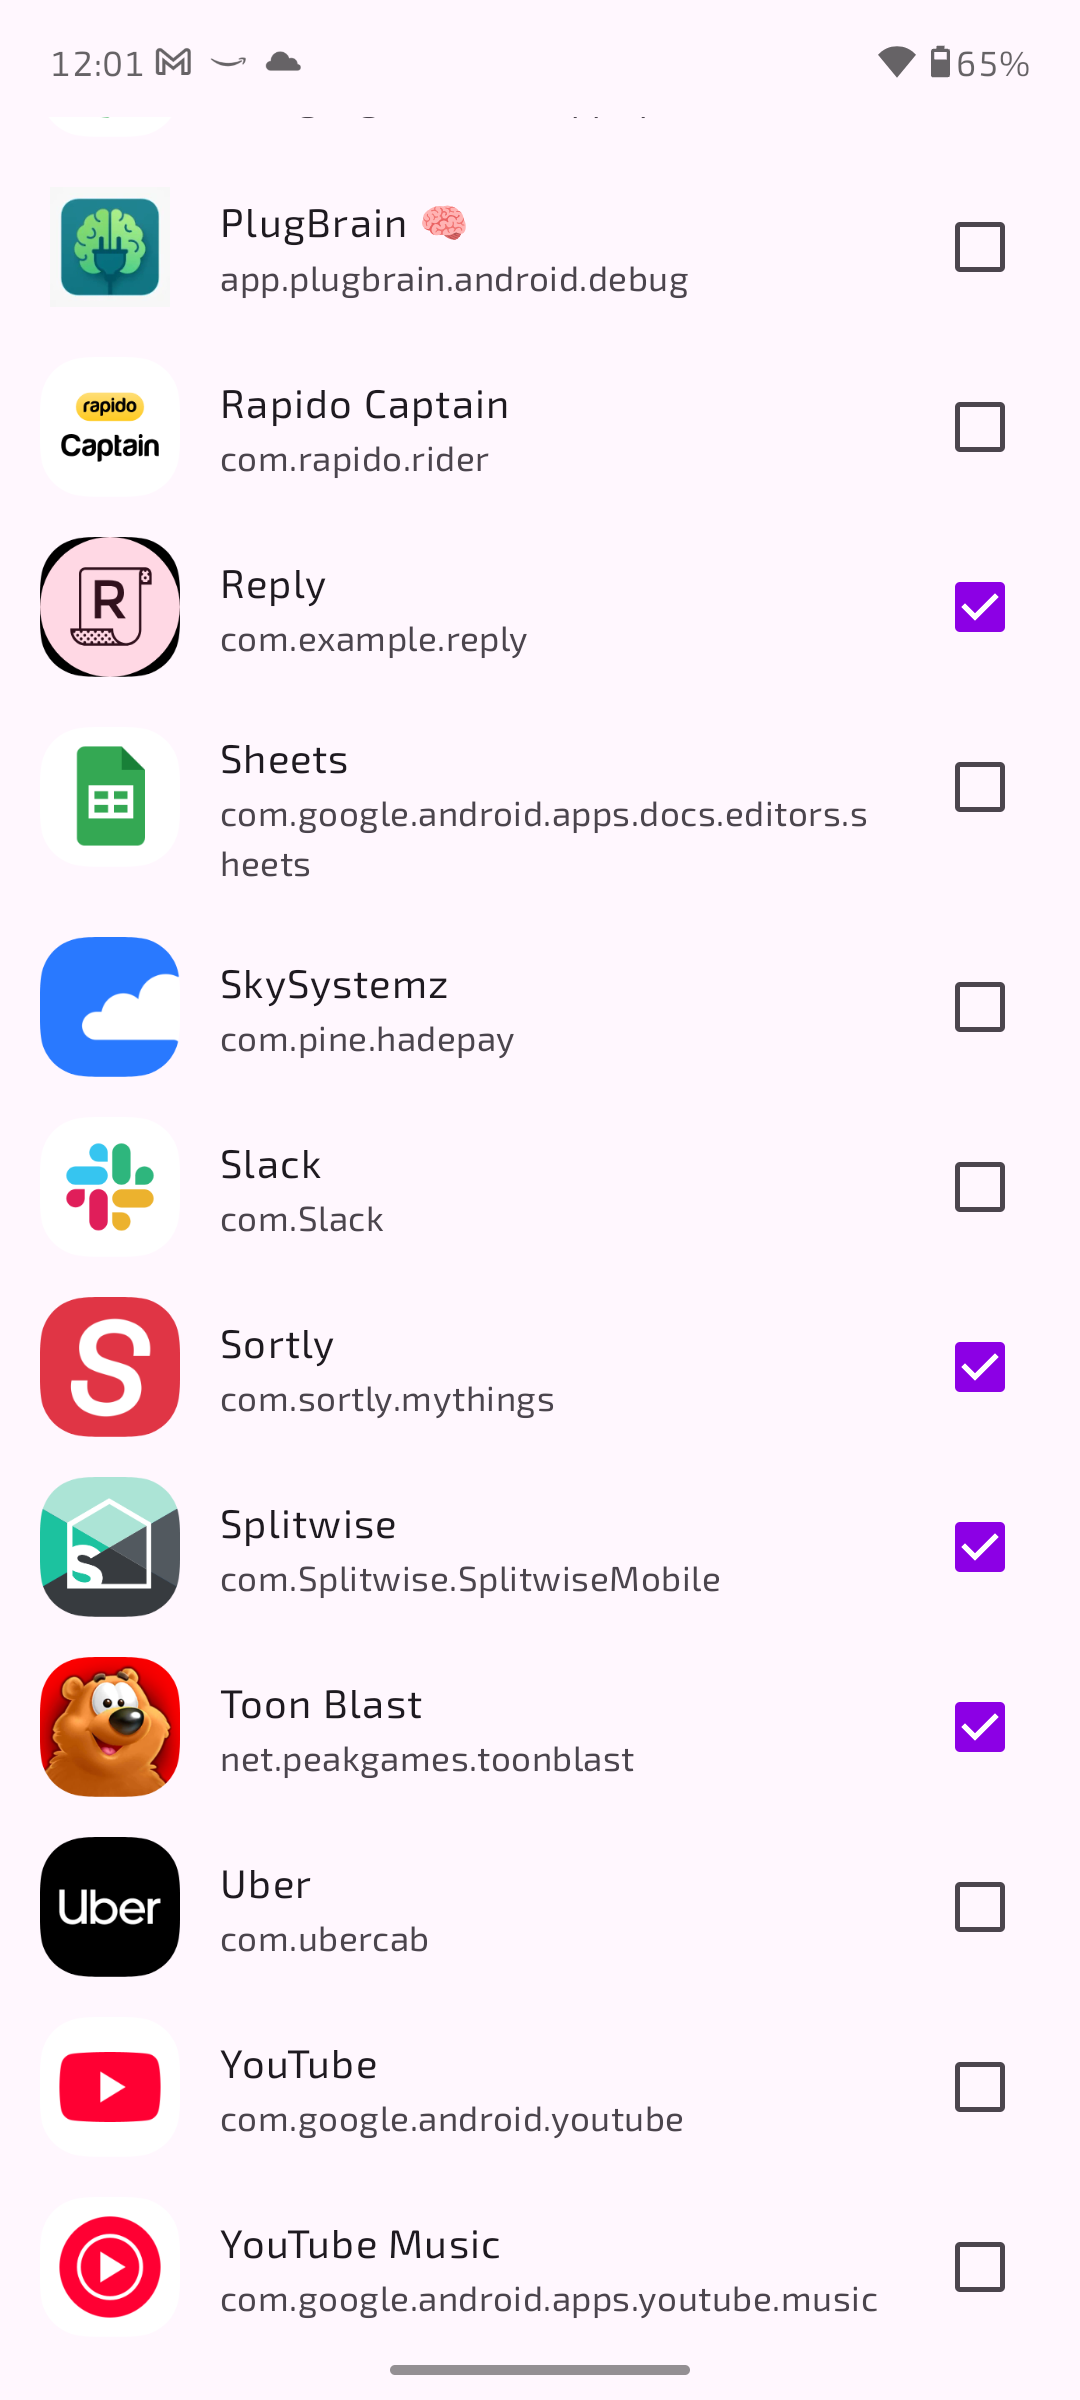 12:01 65%
PlugBrain 🧠
app.plugbrain.android.debug
rapido
Captain
Rapido Captain
com.rapido.rider
R
Reply
com.example.reply
Sheets
com.google.android.apps.docs.editors.s
heets
SkySystemz
com.pine.hadepay
Slack
com.Slack
S
Sortly
com.sortly.mythings
s
Splitwise
com.Splitwise.SplitwiseMobile
Toon Blast
net.peakgames.toonblast
Uber
Uber
com.ubercab
YouTube
com.google.android.youtube
YouTube Music
com.google.android.apps.youtube.music